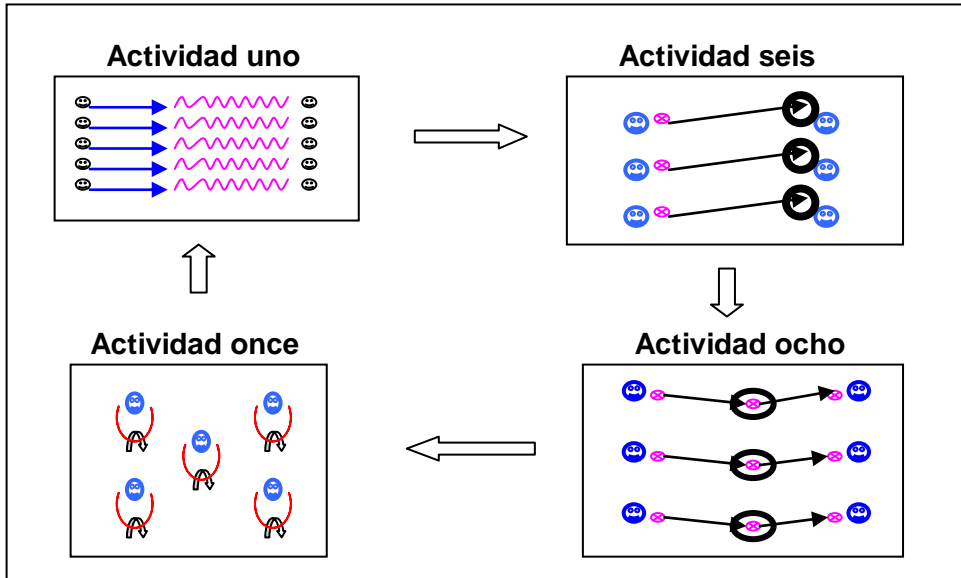 Actividad uno
Actividad seis
Actividad once
Actividad ocho